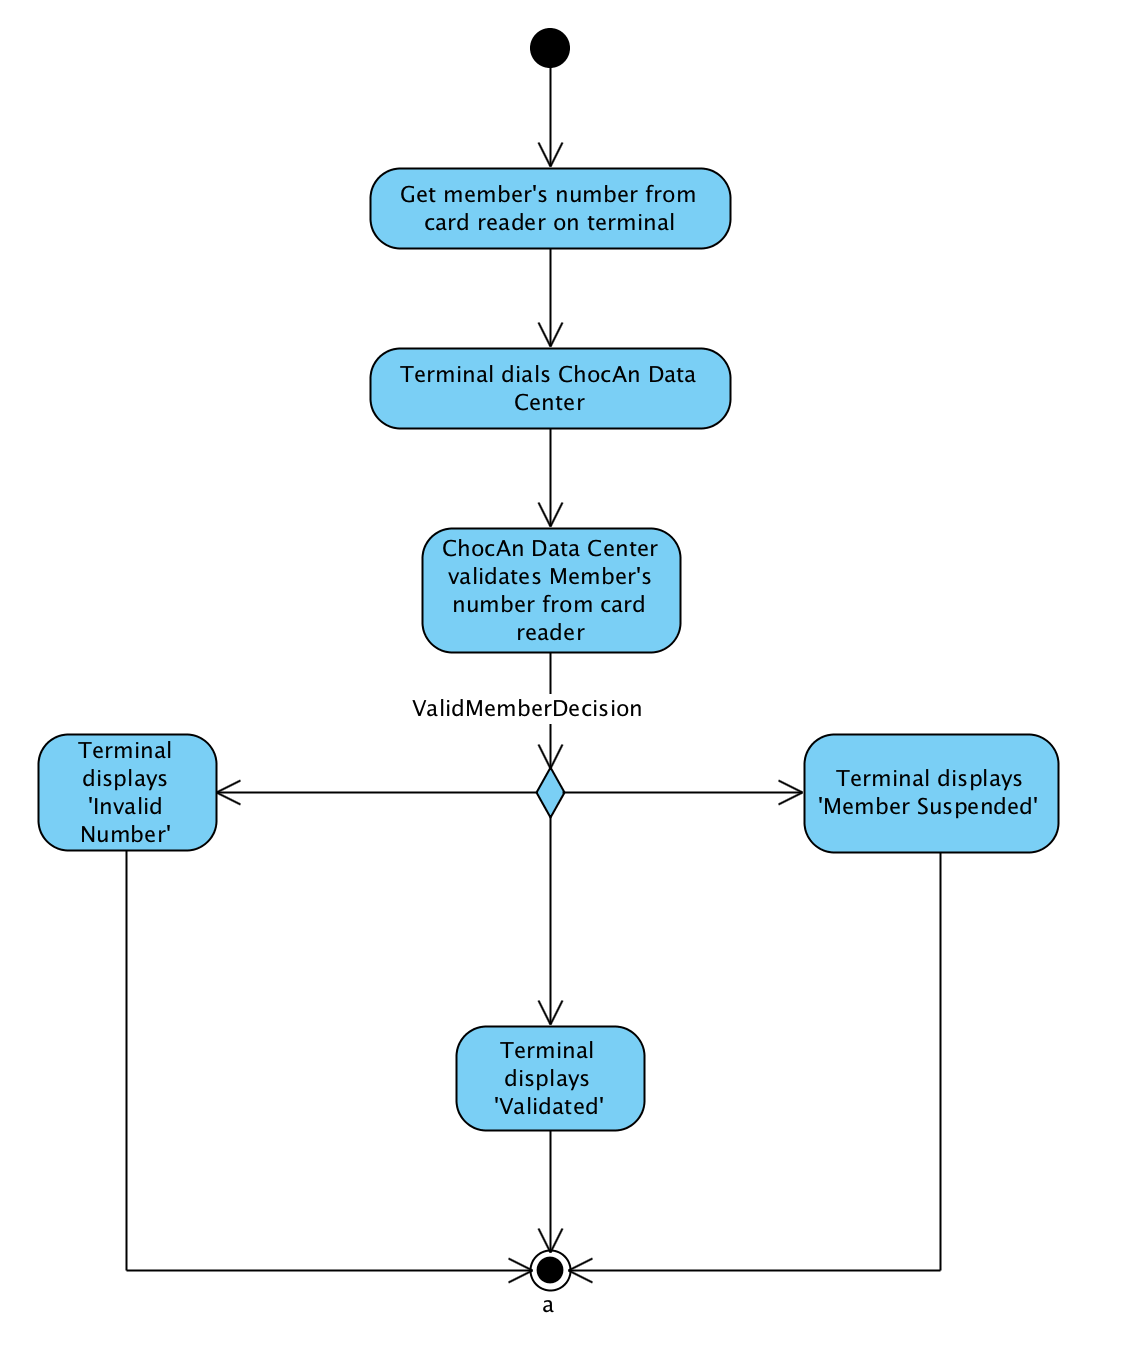 Get member's number from
card reader on terminal
Terminal dials ChocAn Data
Center
ChocAn Data Center
validates Member's
number from card
reader
ValidMemberDecision
Terminal
displays
'Invalid
Number'
Terminal displays
'Member Suspended'
Terminal
displays
'Validated'
a